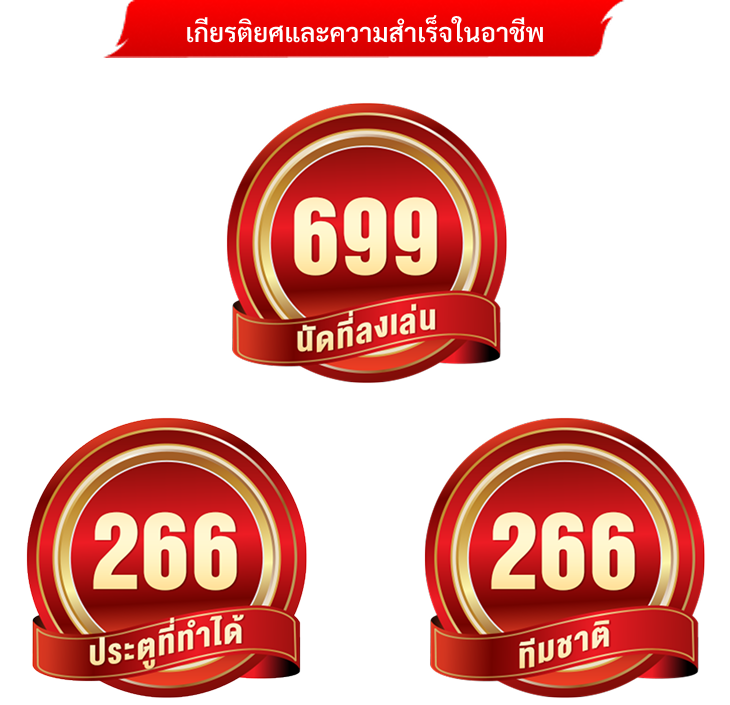 เกียรติยศและความสำเร็จในอาชีพ
699
นัดที่ลงเล่น
266
ประตูที่ทำได้
266
ทีมชาติ